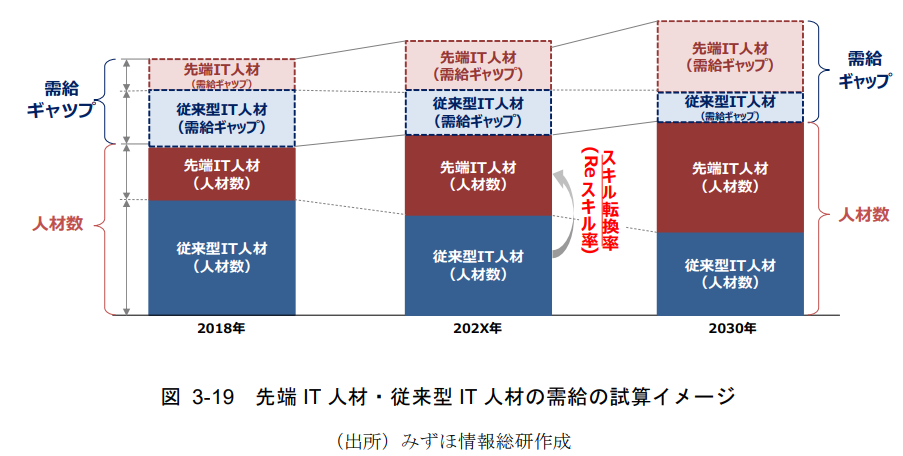 需給
ギャップ
人材数
先端IT人材
(需給ギャップ)
従来型IT人材
(需給ギャップ)
先端IT人材
(人材数)
従来型IT人材
(人材数)
2018年
先端IT人材
(需給ギャップ)
従来型IT人材
(需給ギャップ)
先端IT人材
(人材数)
従来型IT人材
(人材数)
202X年
スキル転換率
(Reスキル率)
先端IT人材
(需給ギャップ)
従来型IT人材
(需給ギャップ)
先端IT人材
(人材数)
従来型IT人材
(人材数)
2030年
需給
ギャップ
人材数
図 3-19 先端 IT 人材・従来型 IT 人材の需給の試算イメージ
(出所)みずほ情報総研作成